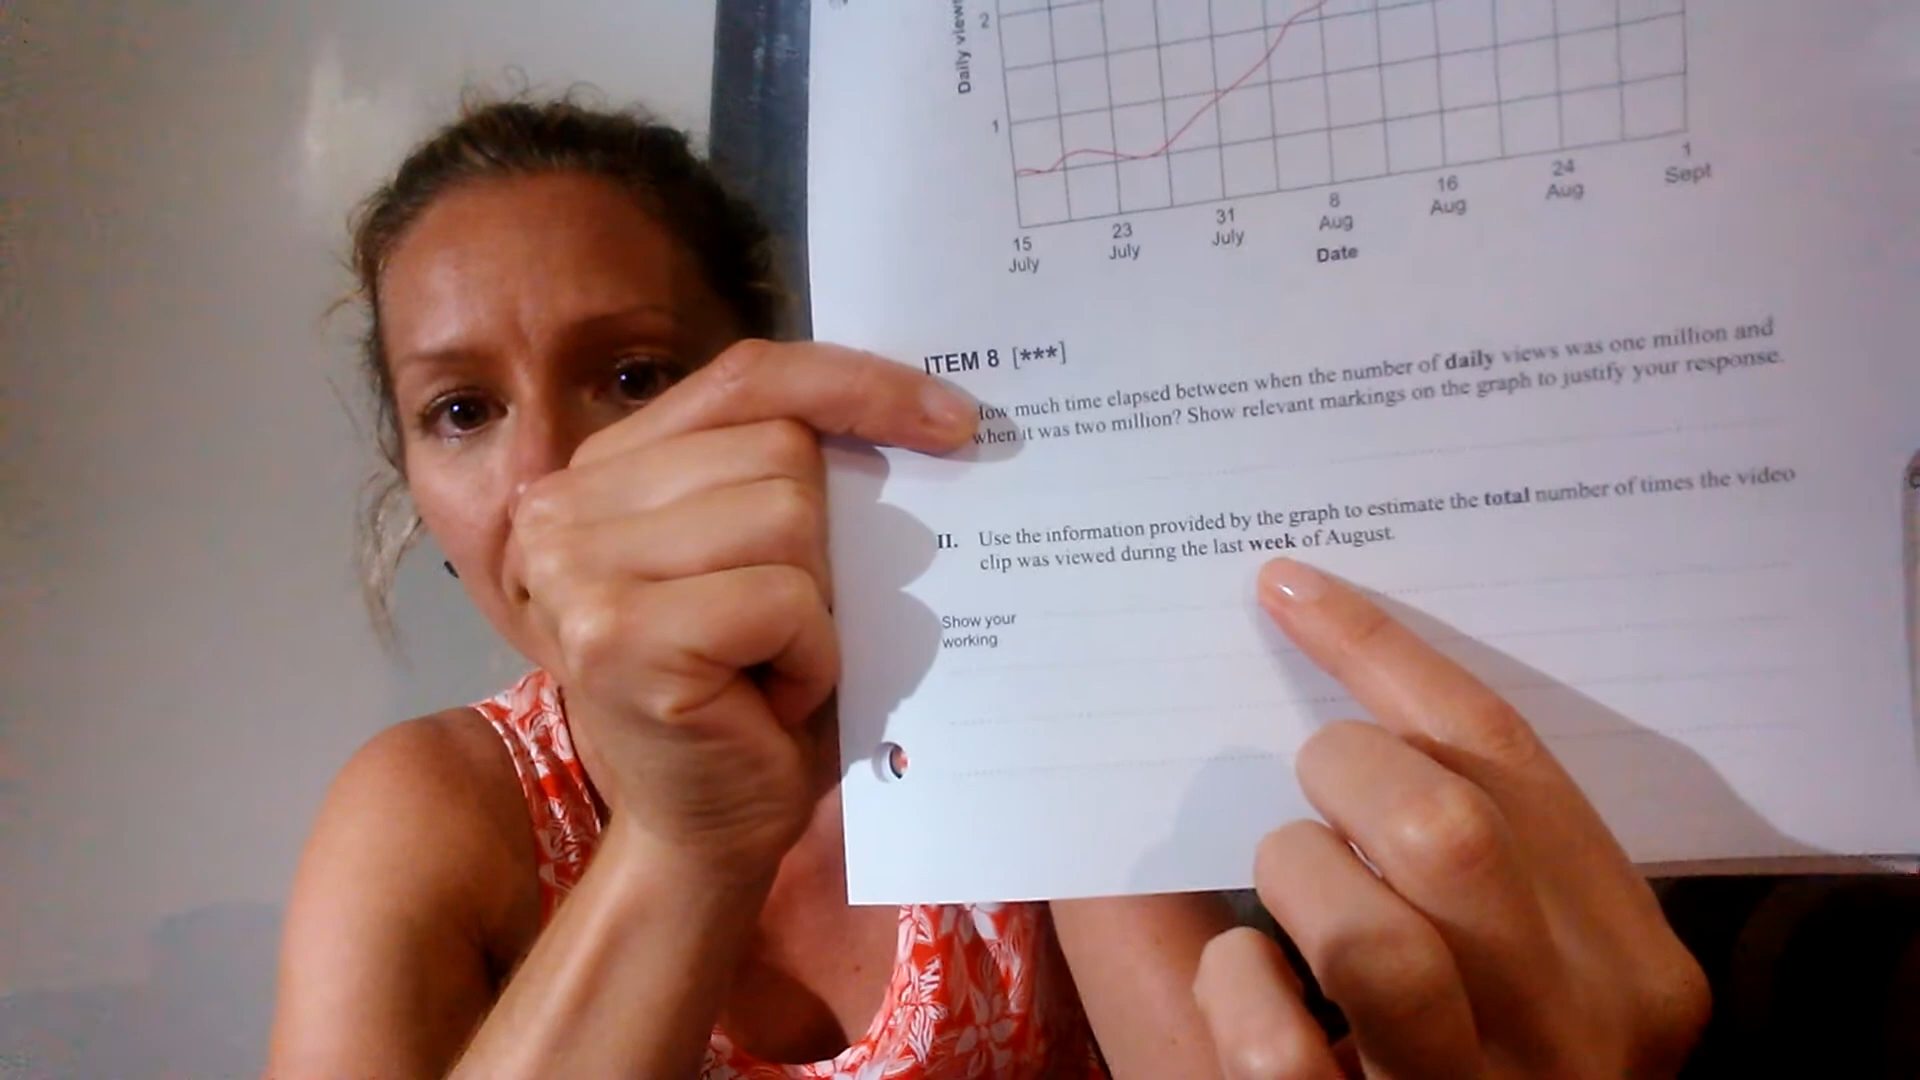 Daily views
2
1
15 July
23 July
31 July
8 Aug
16 Aug
24 Aug
1 Sept
Date
ITEM 8 [***]
How much time elapsed between when the number of daily views was one million and
when it was two million? Show relevant markings on the graph to justify your response.
II. Use the information provided by the graph to estimate the total number of times the video
clip was viewed during the last week of August.
Show your
working